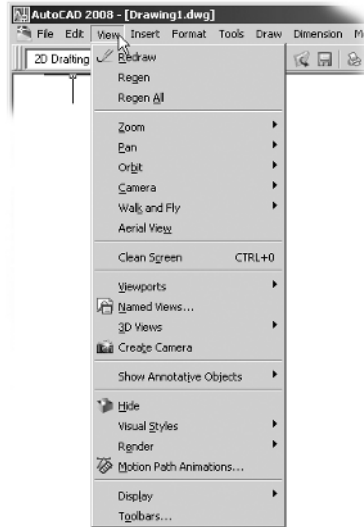 AutoCAD 2008 - [Drawing1.dwg]
File Edit View Insert Format Tools Draw Dimension
2D Drafting
Redraw
Regen
Regen All
Zoom
Pan
Orbit
Camera
Walk and Fly
Aerial View
Clean Screen CTRL+0
Viewports
Named Views...
3D Views
Create Camera
Show Annotative Objects
Hide
Visual Styles
Render
Motion Path Animations...
Display
Toolbars...